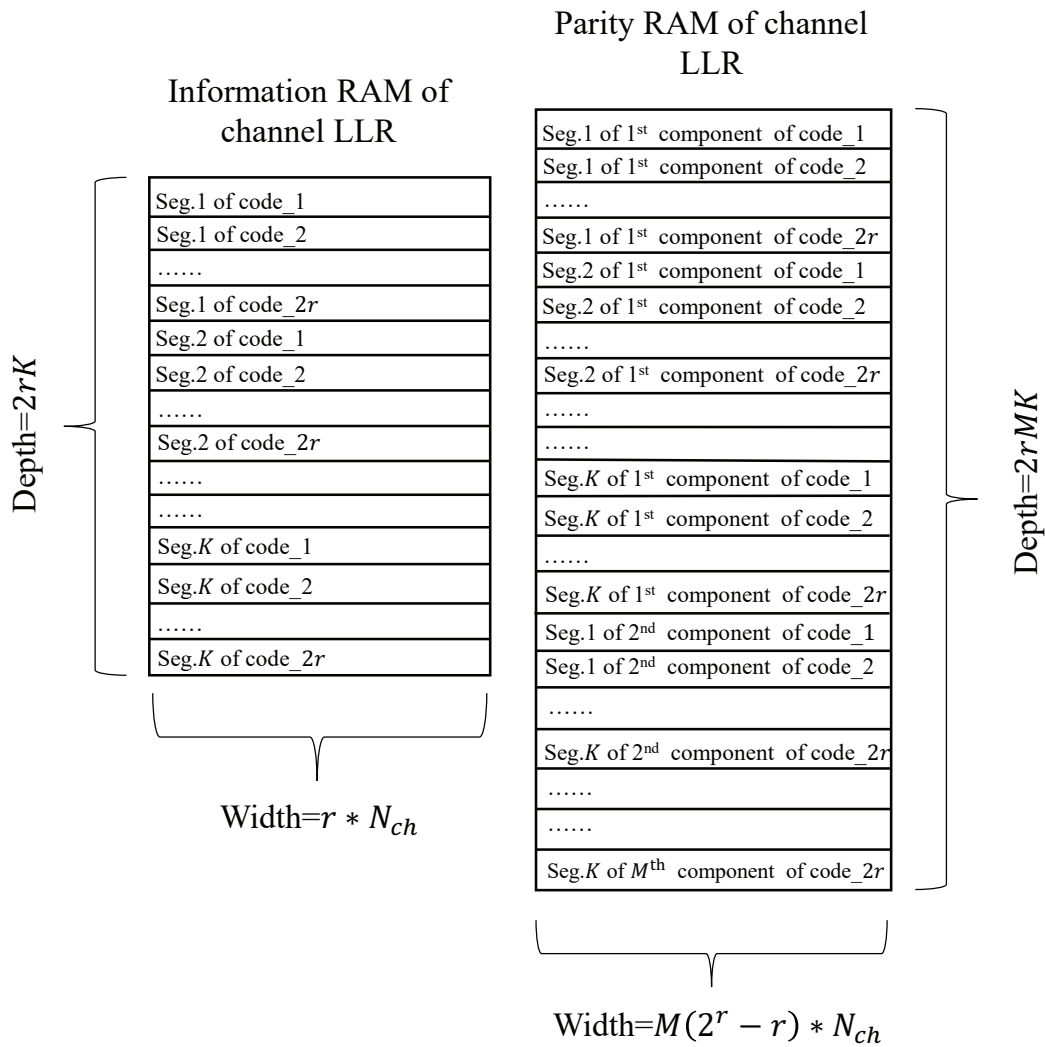 Information RAM of
channel LLR
Depth=2rK
Seg.1 of code_1
Seg.1 of code_2
……
Seg.1 of code_2r
Seg.2 of code_1
Seg.2 of code_2
……
Seg.2 of code_2r
……
……
Seg.K of code_1
Seg.K of code_2
……
Seg.K of code_2r
Width=r * N_{ch}
Parity RAM of channel
LLR
Seg.1 of 1ˢᵗ component of code_1
Seg.1 of 1ˢᵗ component of code_2
……
Seg.1 of 1ˢᵗ component of code_2r
Seg.2 of 1ˢᵗ component of code_1
Seg.2 of 1ˢᵗ component of code_2
……
Seg.2 of 1ˢᵗ component of code_2r
……
……
Seg.K of 1ˢᵗ component of code_1
Seg.K of 1ˢᵗ component of code_2
……
Seg.K of 1ˢᵗ component of code_2r
Seg.1 of 2ⁿᵈ component of code_1
Seg.1 of 2ⁿᵈ component of code_2
……
Seg.K of 2ⁿᵈ component of code_2r
……
……
Seg.K of Mᵗʰ component of code_2r
Depth=2rMK
Width=M(2^r − r) * N_{ch}